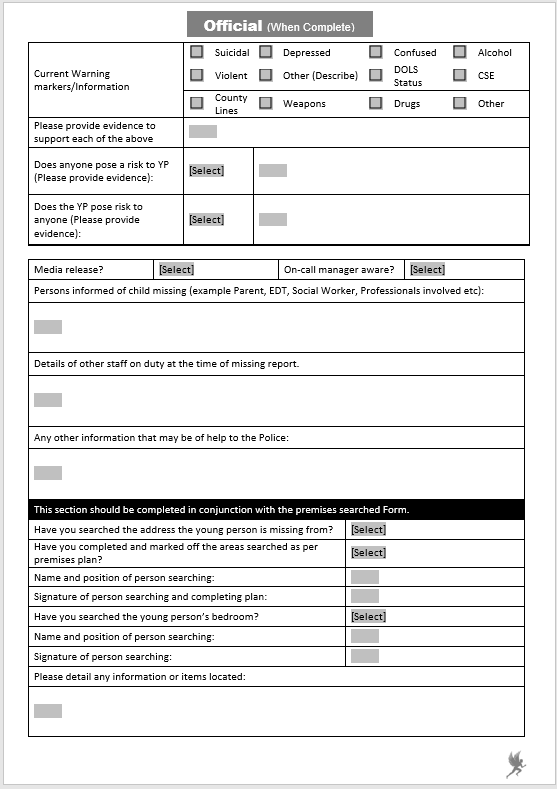 Official (When Complete)
Current Warning
markers/Information
Suicidal Depressed Confused Alcohol
Violent Other (Describe) DOLS
Status CSE
County
Lines Weapons Drugs Other
Please provide evidence to
support each of the above
Does anyone pose a risk to YP
(Please provide evidence):
[Select]
Does the YP pose risk to
anyone (Please provide
evidence):
[Select]
Media release? [Select] On-call manager aware? [Select]
Persons informed of child missing (example Parent, EDT, Social Worker, Professionals involved etc):
Details of other staff on duty at the time of missing report.
Any other information that may be of help to the Police:
This section should be completed in conjunction with the premises searched Form.
Have you searched the address the young person is missing from? [Select]
Have you completed and marked off the areas searched as per
premises plan?
[Select]
Name and position of person searching:
Signature of person searching and completing plan:
Have you searched the young person's bedroom? [Select]
Name and position of person searching:
Signature of person searching:
Please detail any information or items located: